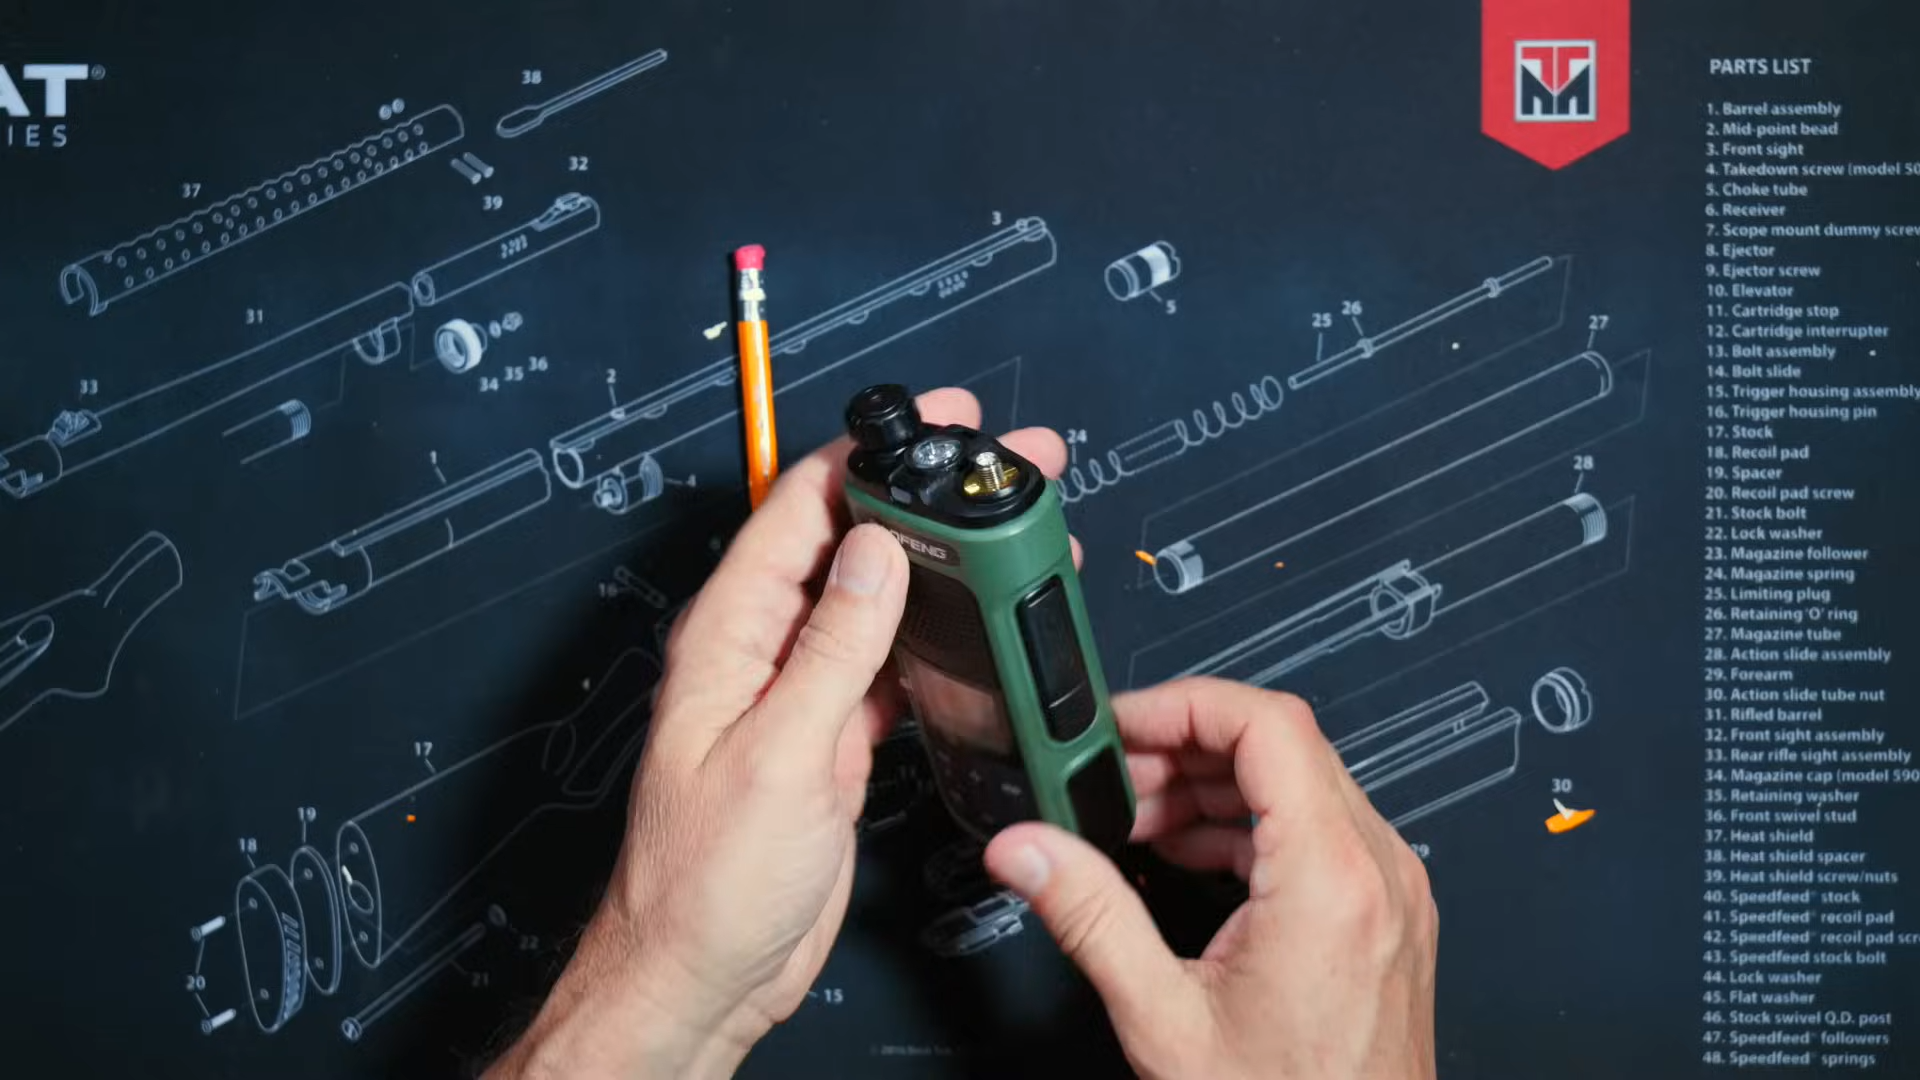 AT®
IES
38
37
32
39
3
31
5
25
26
27
33
34
35
36
2
24
1
4
28
16
17
30
19
18
29
20
22
21
15
OFENG
PARTS LIST
1. Barrel assembly
2. Mid-point bead
3. Front sight
4. Takedown screw (model 50
5. Choke tube
6. Receiver
7. Scope mount dummy screw
8. Ejector
9. Ejector screw
10. Elevator
11. Cartridge stop
12. Cartridge interrupter
13. Bolt assembly
14. Bolt slide
15. Trigger housing assembly
16. Trigger housing pin
17. Stock
18. Recoil pad
19. Spacer
20. Recoil pad screw
21. Stock bolt
22. Lock washer
23. Magazine follower
24. Magazine spring
25. Limiting plug
26. Retaining 'O' ring
27. Magazine tube
28. Action slide assembly
29. Forearm
30. Action slide tube nut
31. Rifled barrel
32. Front sight assembly
33. Rear rifle sight assembly
34. Magazine cap (model 590
35. Retaining washer
36. Front swivel stud
37. Heat shield
38. Heat shield spacer
39. Heat shield screw/nuts
40. Speedfeed® stock
41. Speedfeed® recoil pad
42. Speedfeed® recoil pad scr
43. Speedfeed stock bolt
44. Lock washer
45. Flat washer
46. Stock swivel Q.D. post
47. Speedfeed® followers
48. Speedfeed® springs